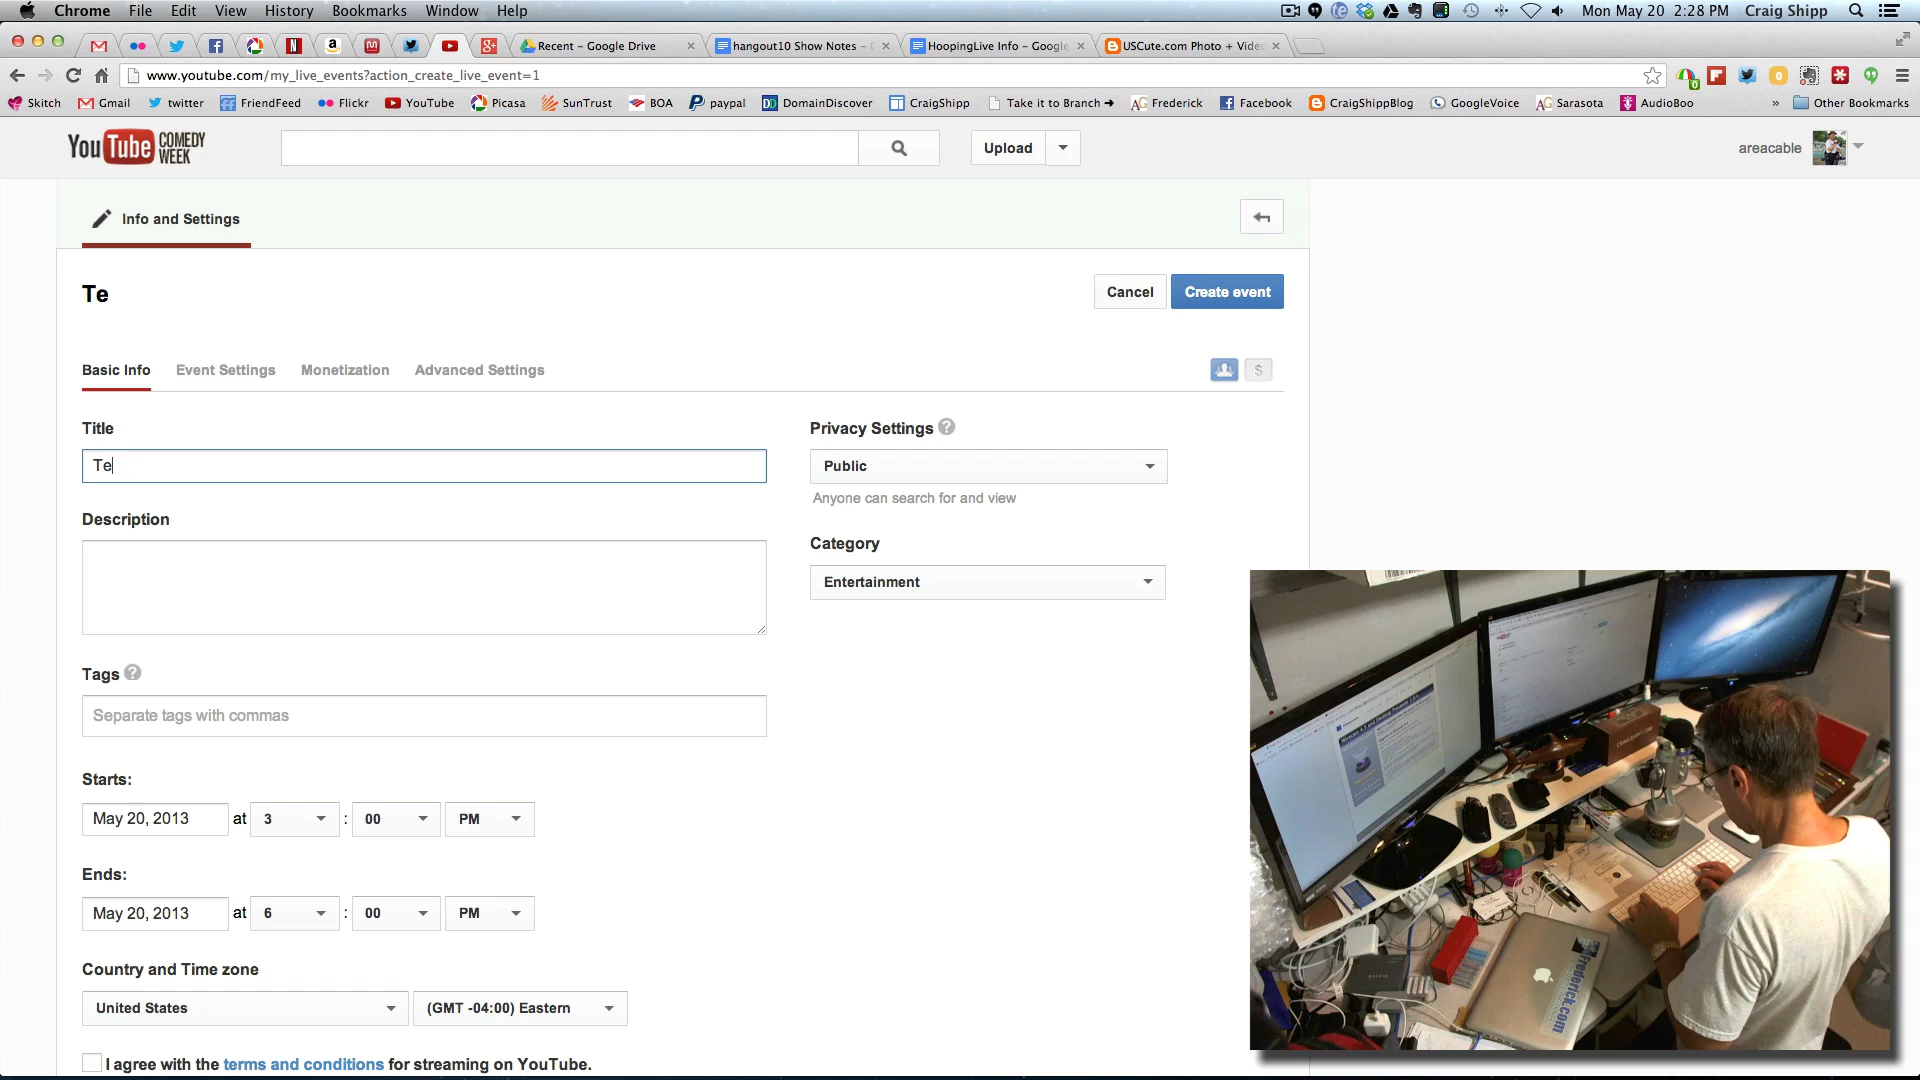 Chrome File Edit View History Bookmarks Window Help Mon May 20 2:28 PM Craig Shipp
Recent – Google Drive hangout10 Show Notes – G HoopingLive Info – Google USCute.com Photo + Video
www.youtube.com/my_live_events?action_create_live_event=1
Skitch Gmail twitter FriendFeed Flickr YouTube Picasa SunTrust BOA paypal DomainDiscover CraigShipp Take it to Branch → Frederick Facebook CraigShippBlog GoogleVoice Sarasota AudioBoo » Other Bookmarks
YouTube COMEDY WEEK
Upload
areacable
Info and Settings
Te
Cancel Create event
Basic Info Event Settings Monetization Advanced Settings
$
Title
Te
Privacy Settings ?
Public
Anyone can search for and view
Description
Category
Entertainment
Tags ?
Separate tags with commas
Starts:
May 20, 2013 at 3 : 00 PM
Ends:
May 20, 2013 at 6 : 00 PM
Country and Time zone
United States (GMT -04:00) Eastern
I agree with the terms and conditions for streaming on YouTube.
Frederick.com